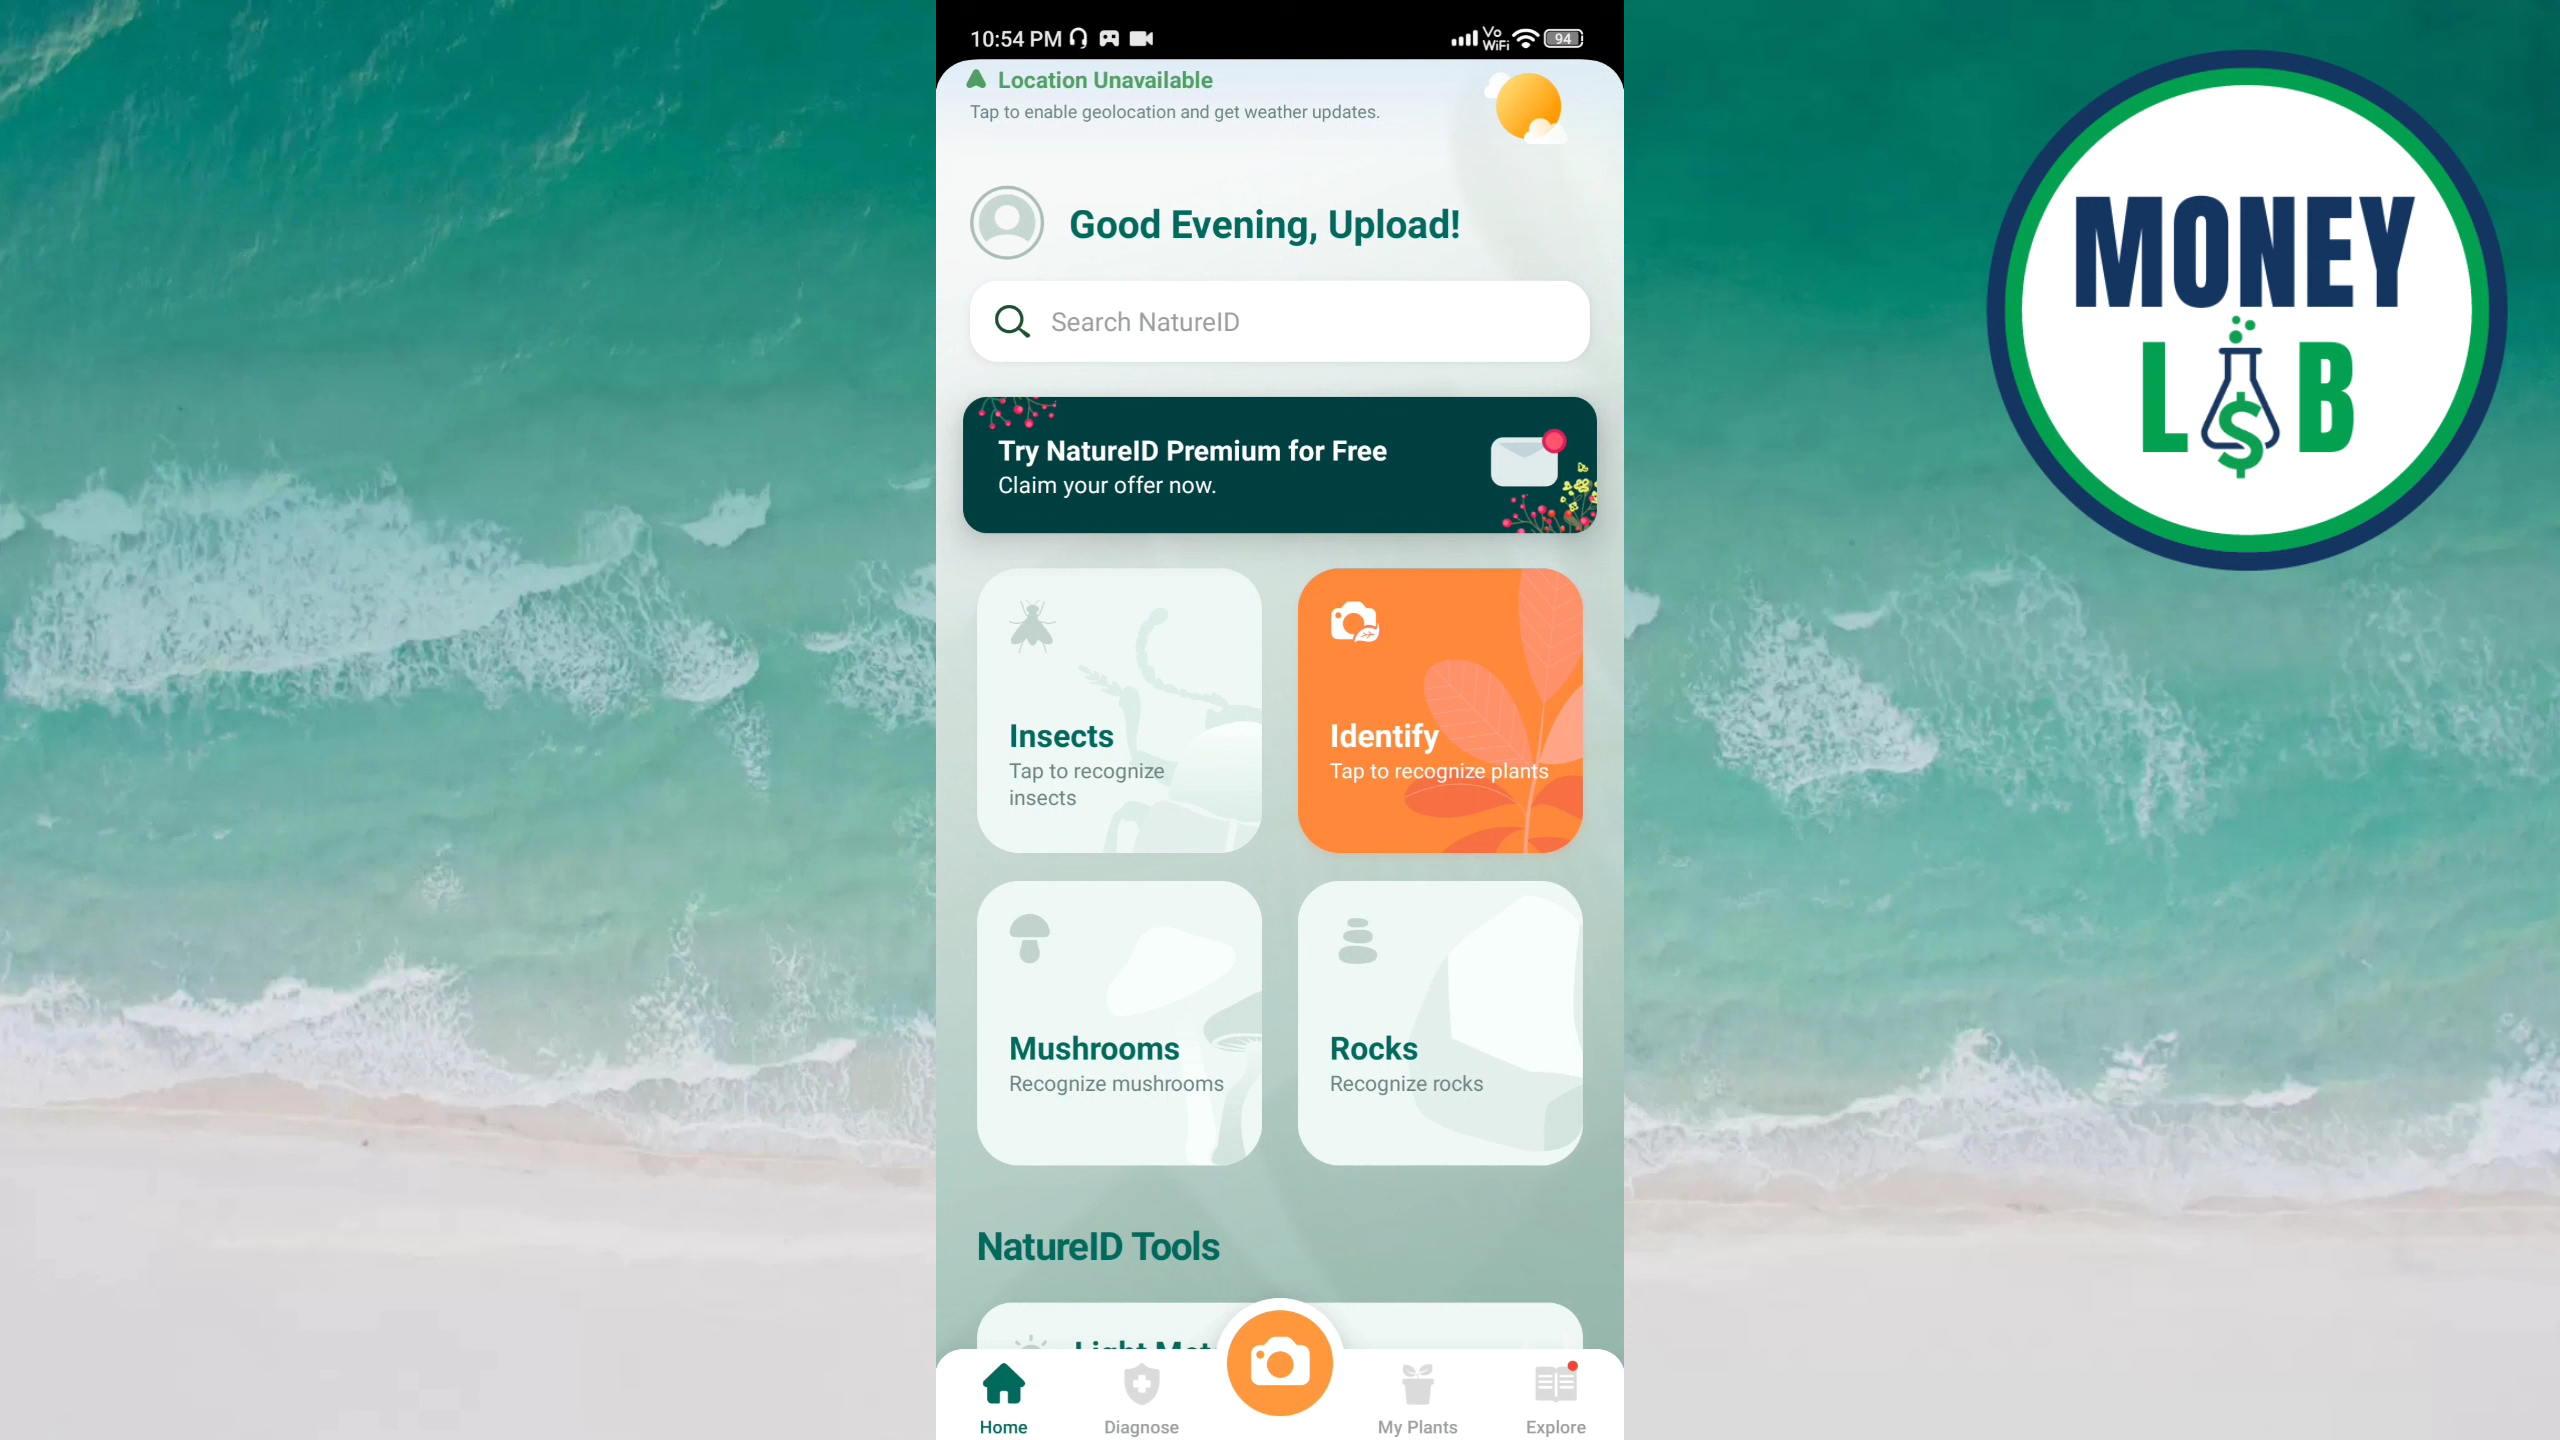 10:54 PM
Vo
WiFi
94
Location Unavailable
Tap to enable geolocation and get weather updates.
Good Evening, Upload!
Search NatureID
Try NatureID Premium for Free
Claim your offer now.
Insects
Tap to recognize
insects
Identify
Tap to recognize plants
Mushrooms
Recognize mushrooms
Rocks
Recognize rocks
NatureID Tools
Light
Home
Diagnose
My Plants
Explore
MONEY
L$B